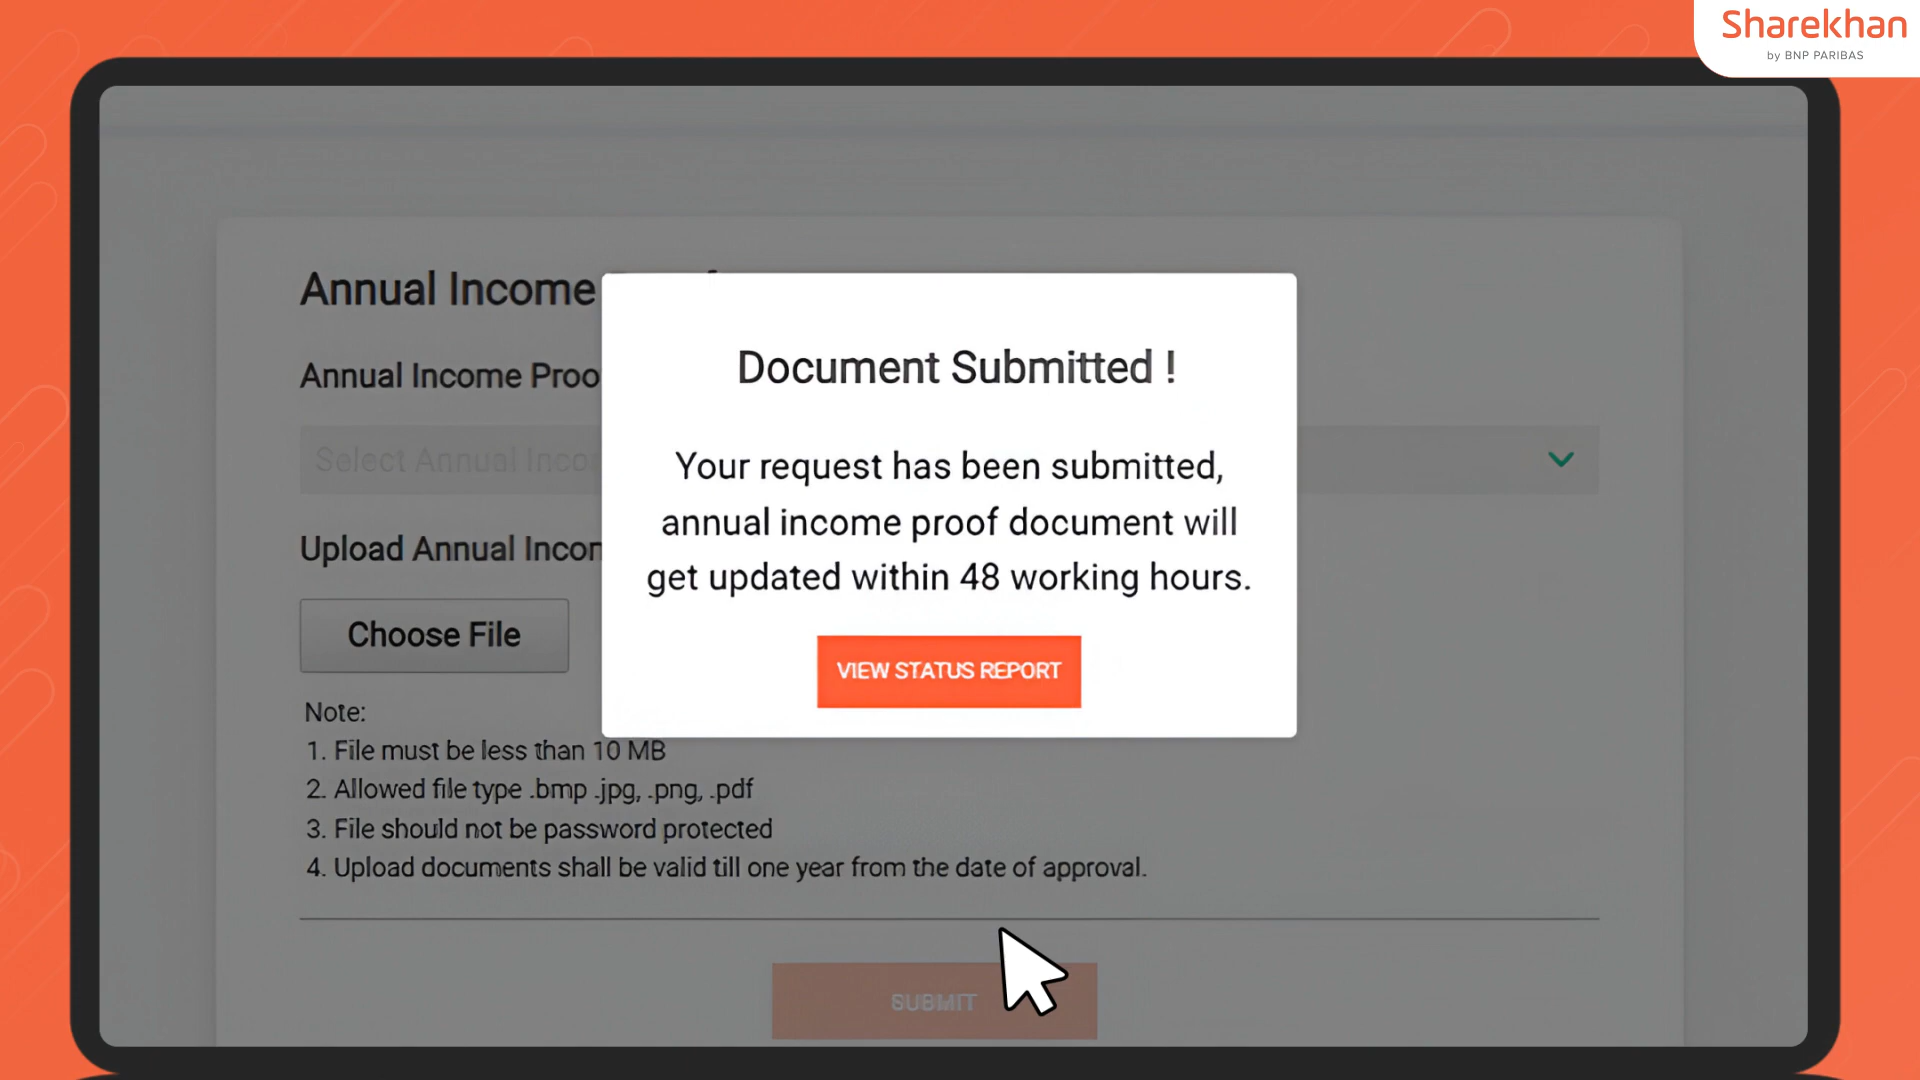 Sharekhan
by BNP PARIBAS
Annual Income
Document Submitted !
Annual Income Proo
Select Annual Inco
Your request has been submitted,
annual income proof document will
get updated within 48 working hours.
Upload Annual Incom
Choose File
VIEW STATUS REPORT
Note:
1. File must be less than 10 MB
2. Allowed file type .bmp .jpg, .png, .pdf
3. File should not be password protected
4. Upload documents shall be valid till one year from the date of approval.
SUBMIT